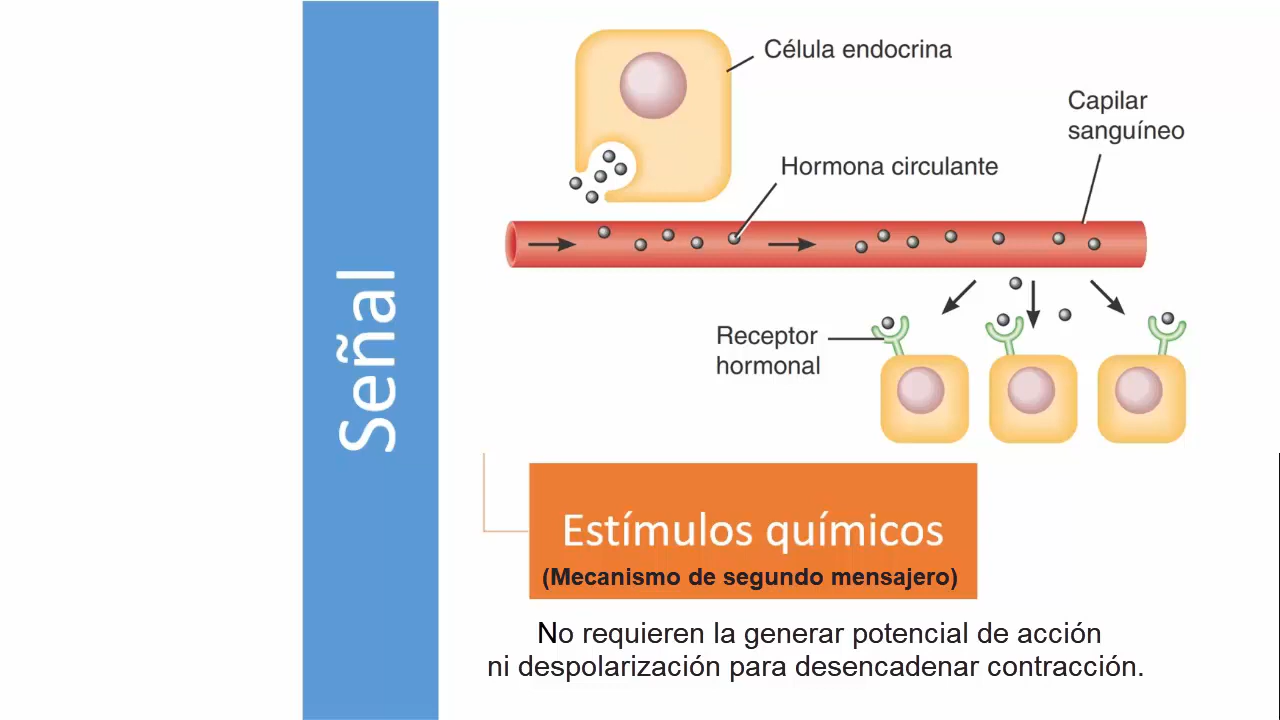 Señal
Célula endocrina
Capilar
sanguíneo
Hormona circulante
Receptor
hormonal
Estímulos químicos
(Mecanismo de segundo mensajero)
No requieren la generar potencial de acción
ni despolarización para desencadenar contracción.